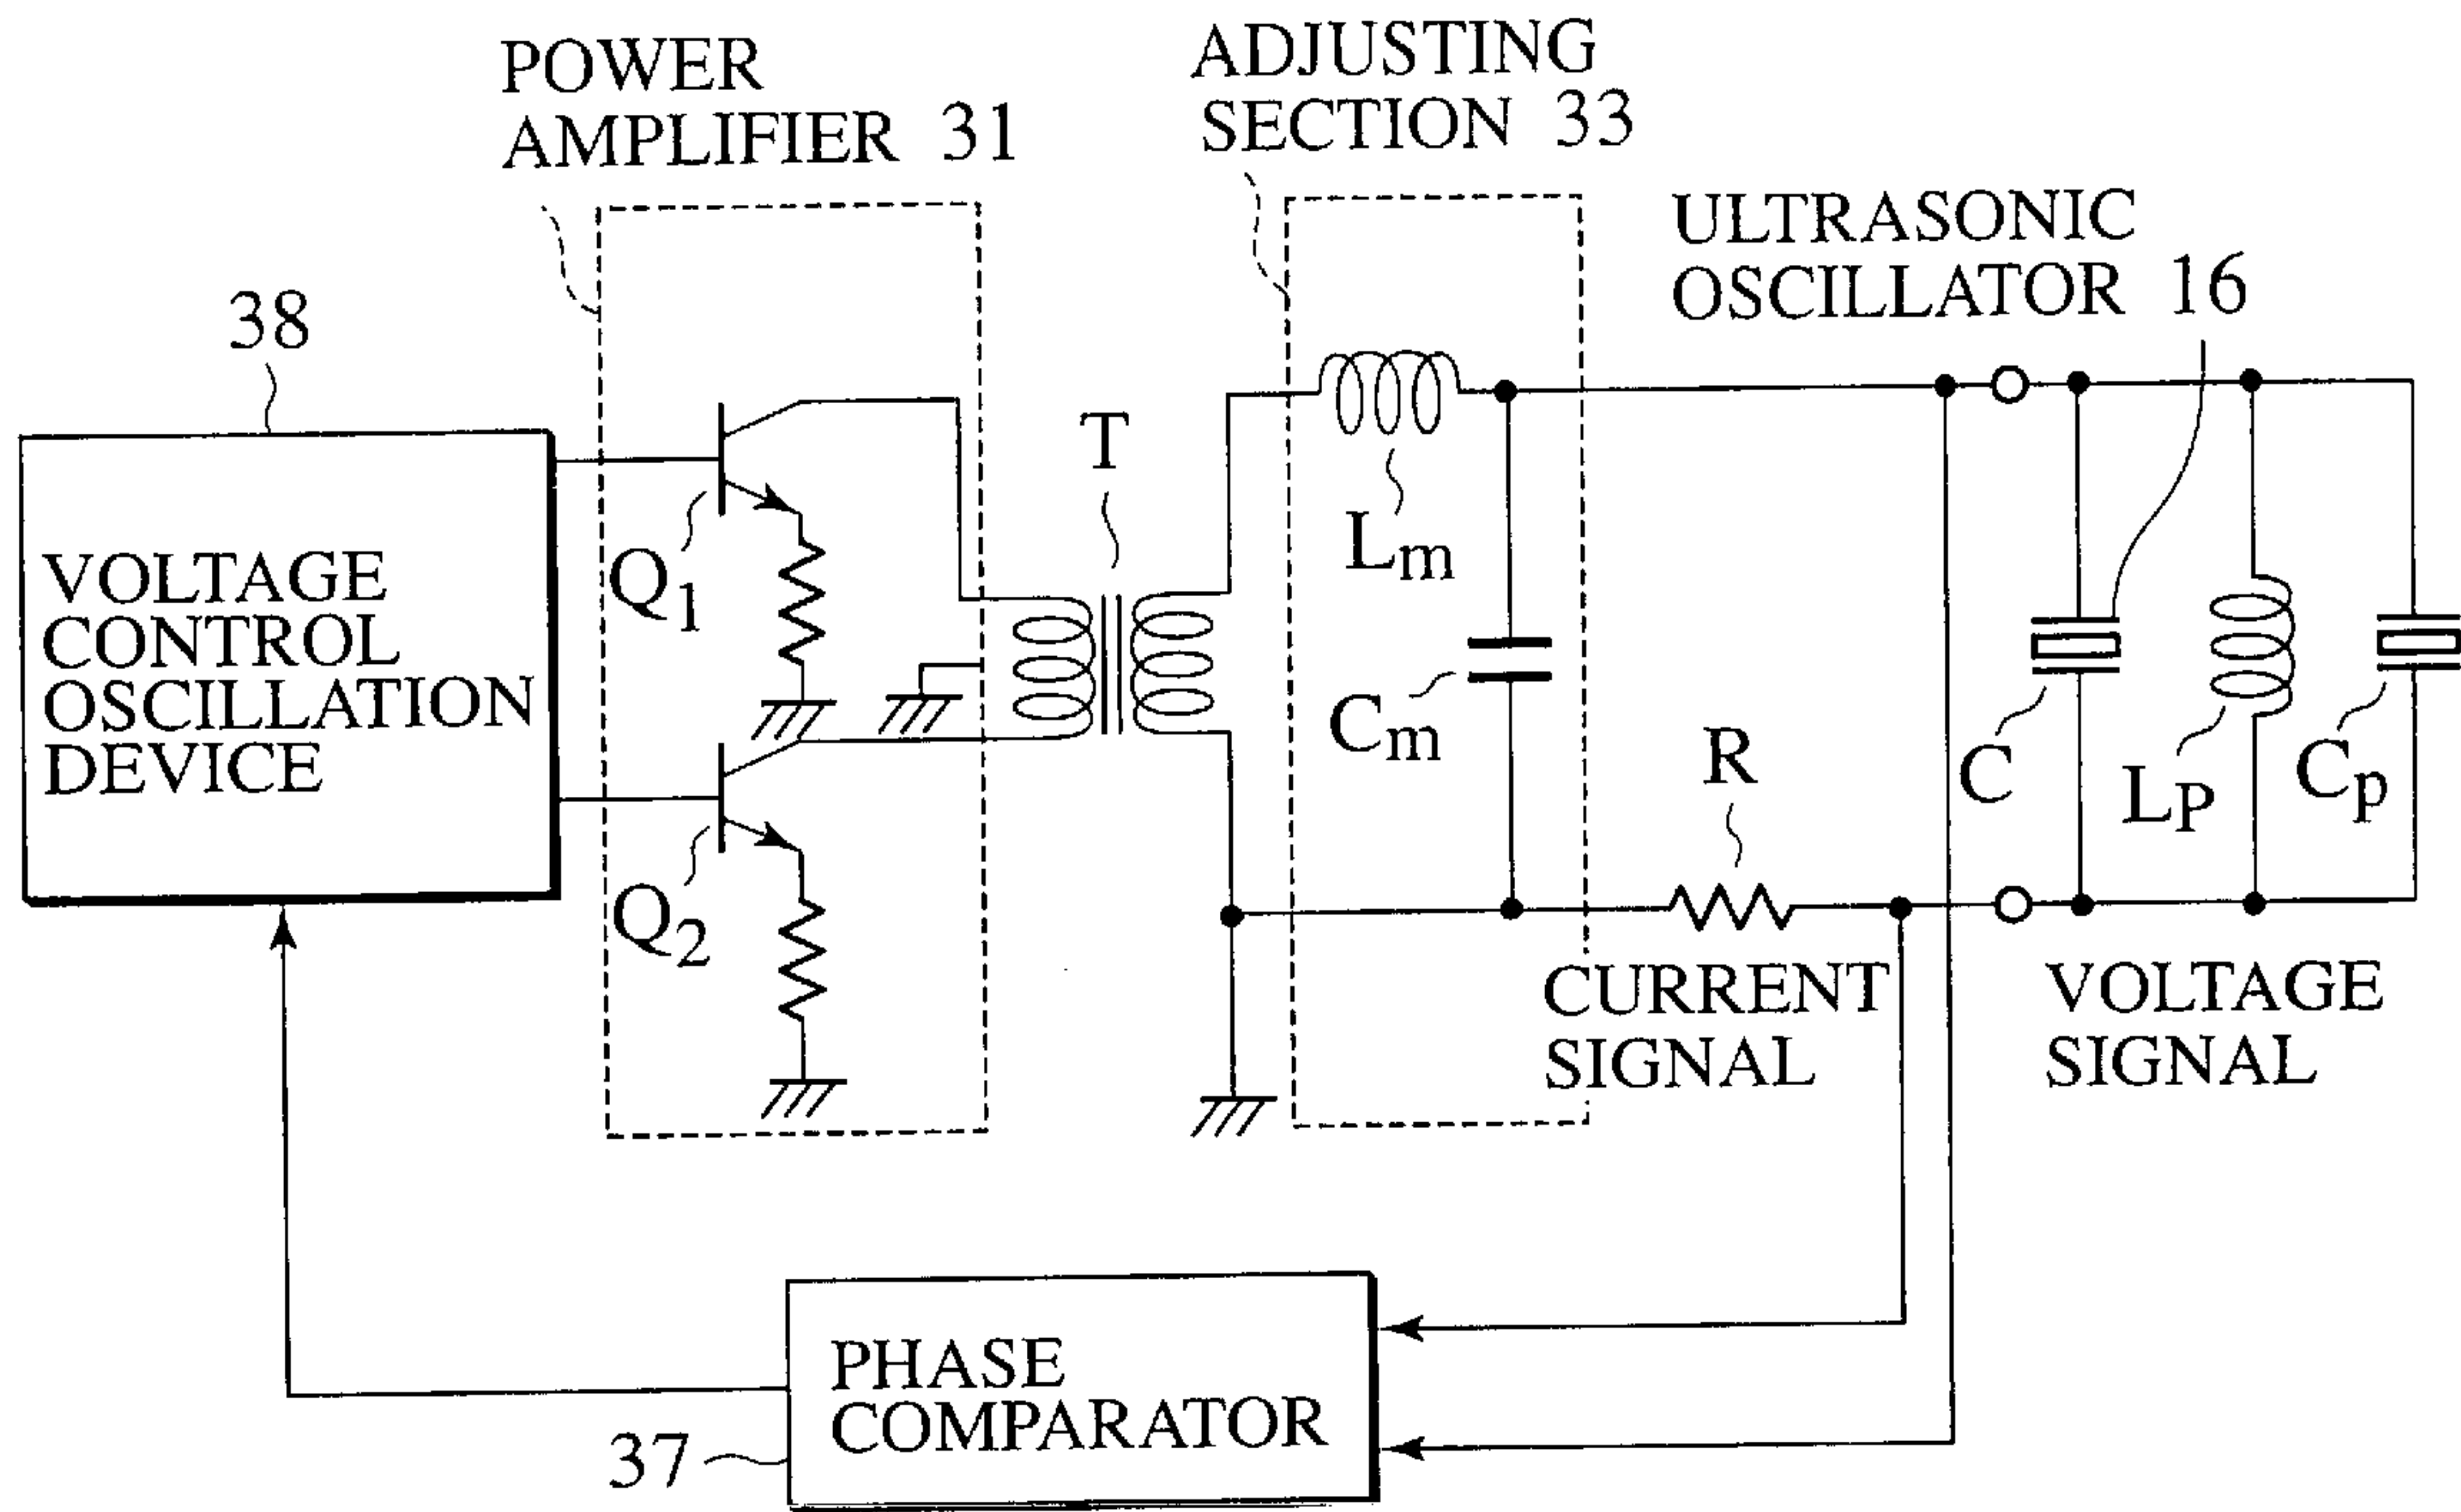 POWER
AMPLIFIER 31
ADJUSTING
SECTION 33
ULTRASONIC
OSCILLATOR 16
38
VOLTAGE
CONTROL
OSCILLATION
DEVICE
Q1
Q2
T
Lm
Cm
R
C
LP
Cp
CURRENT
SIGNAL
VOLTAGE
SIGNAL
PHASE
COMPARATOR
37